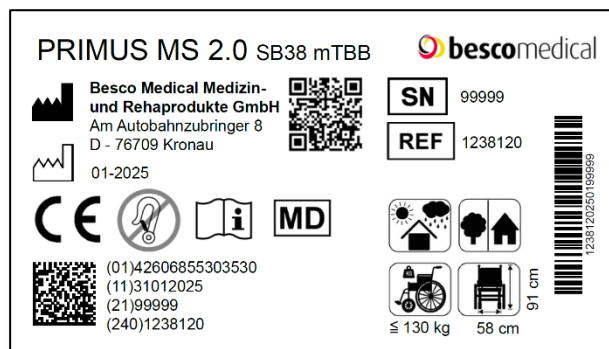 PRIMUS MS 2.0 SB38 mTBB
bescomedical
Besco Medical Medizin-
und Rehaprodukte GmbH
Am Autobahnzubringer 8
D - 76709 Kronau
01-2025
SN 99999
REF 1238120
CE
i
MD
(01)42606855303530
(11)31012025
(21)99999
(240)1238120
KG
≦ 130 kg
58 cm
91 cm
1238120250199999